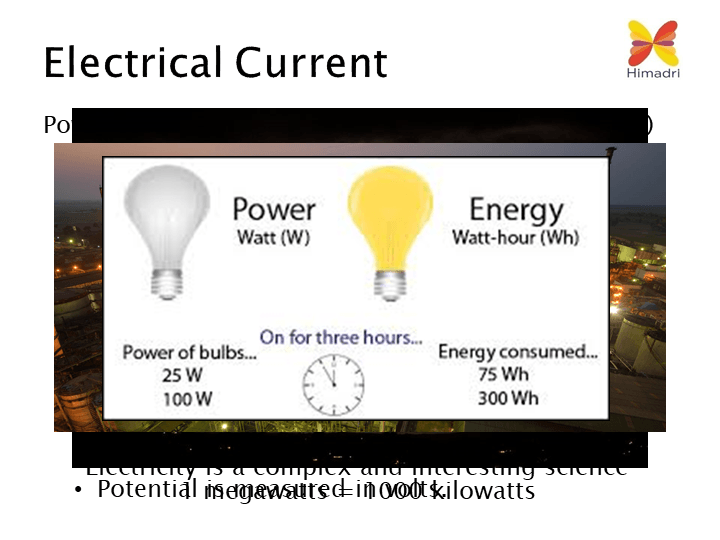 Electrical Current
Himadri
Power
Watt (W)
Energy
Watt-hour (Wh)
On for three hours...
Power of bulbs...
25 W
100 W
Energy consumed...
75 Wh
300 Wh
Electricity is a complex and interesting science
• Potential is measured in volts.
1 megawatts = 1000 kilowatts